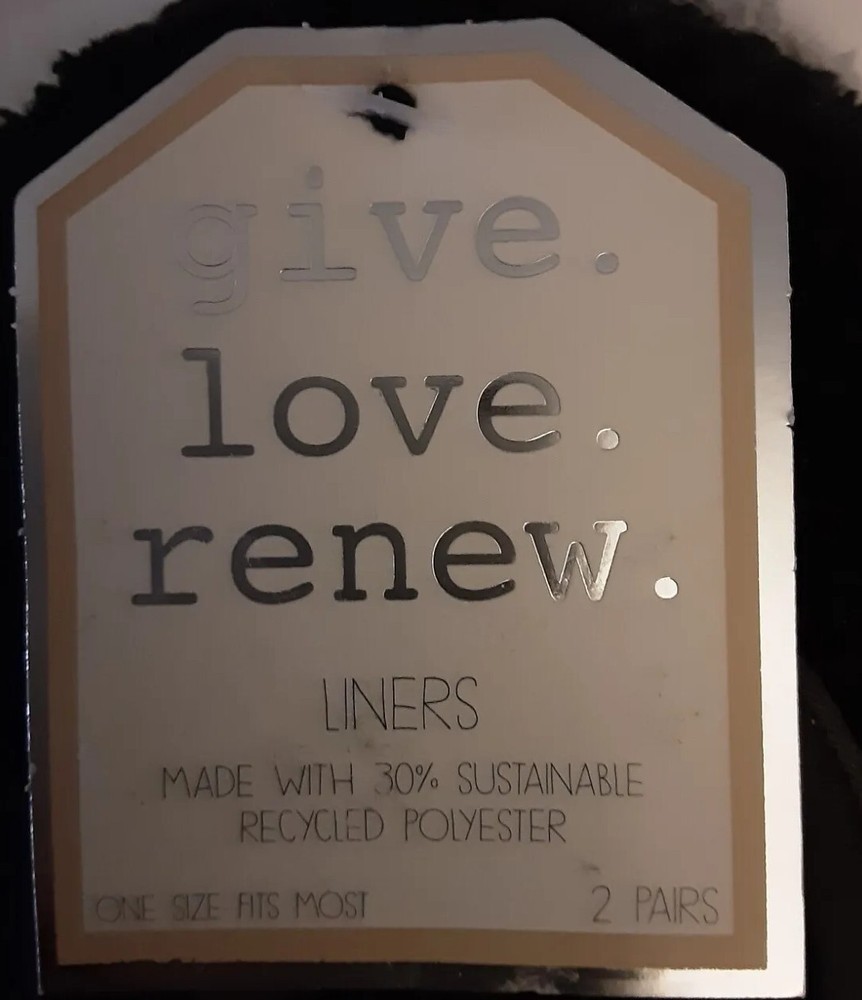 give.
love.
renew.
LINERS
MADE WITH 30% SUSTAINABLE
RECYCLED POLYESTER
ONE SIZE FITS MOST
2 PAIRS